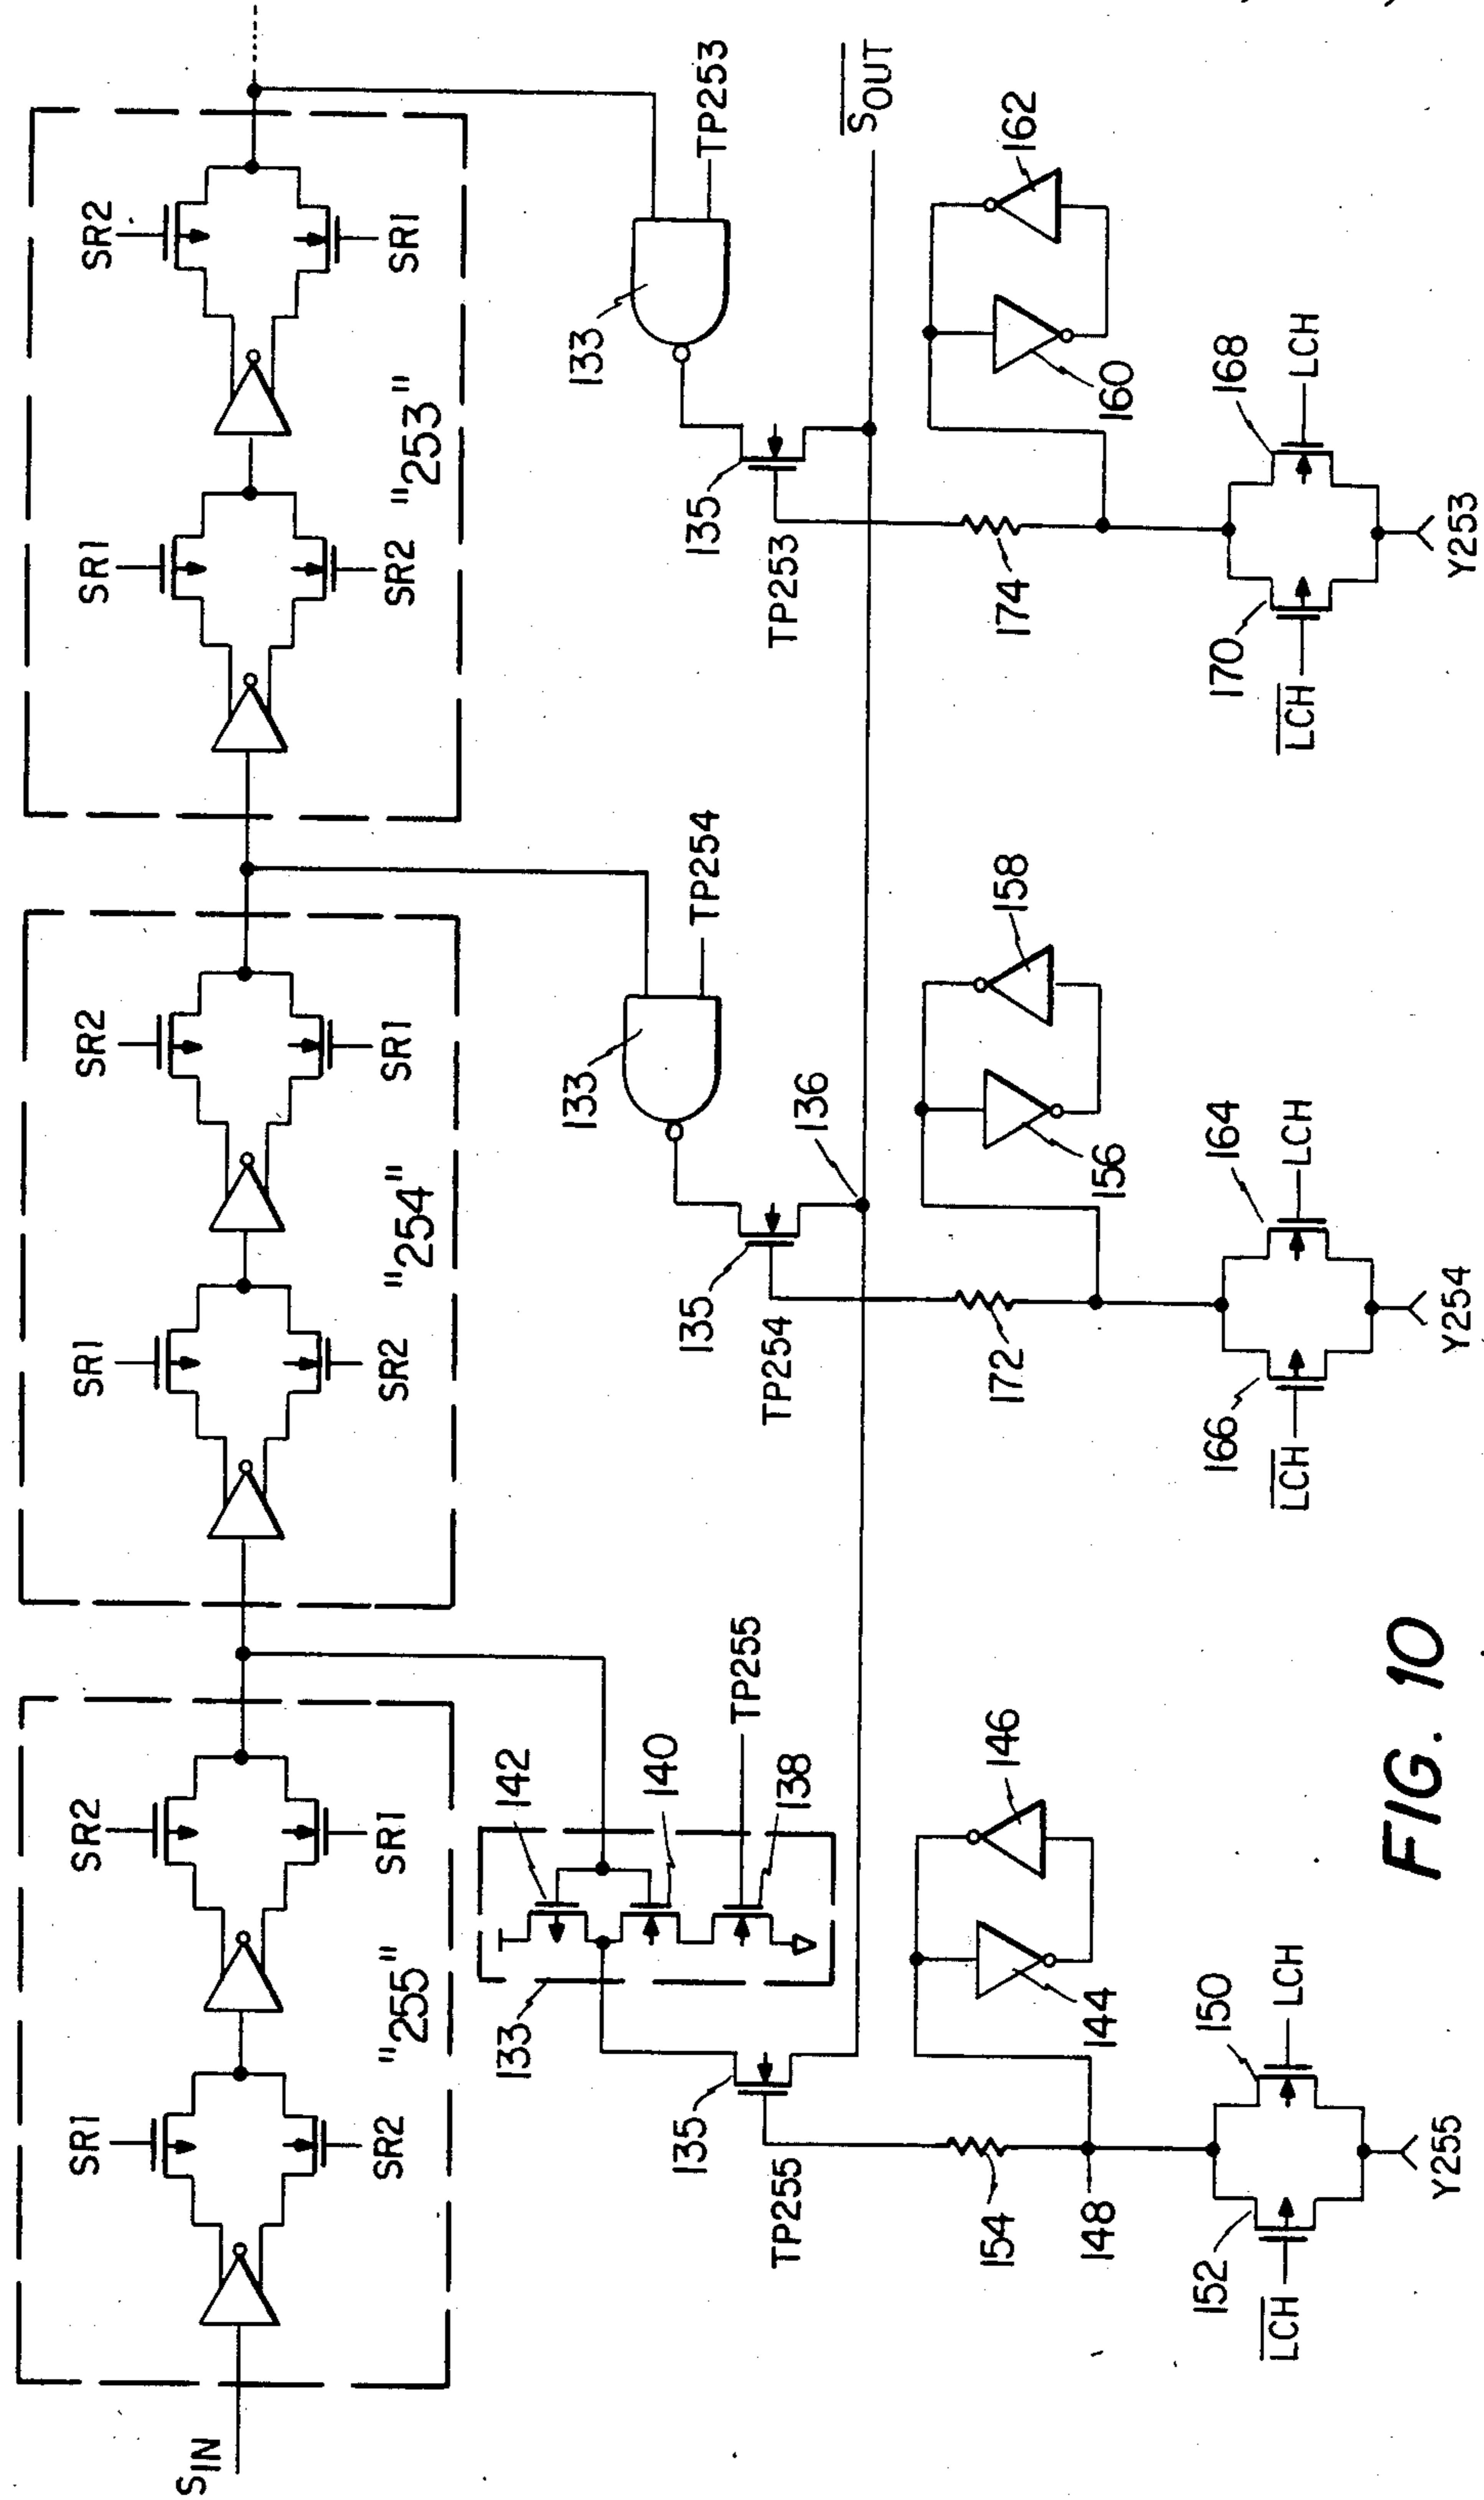 SIN
SR1
SR2
SR2
SR1
"255"
SR1
SR2
SR2
SR1
"254"
SR1
SR2
SR2
SR1
"253"
142
140
138
TP255
133
135
TP255
133
TP254
135
TP254
136
133
TP253
135
TP253
SOUT
154
148
144
146
172
156
158
174
160
162
152
LCH
150
LCH
Y255
166
LCH
164
LCH
Y254
170
LCH
168
LCH
Y253
FIG. 10